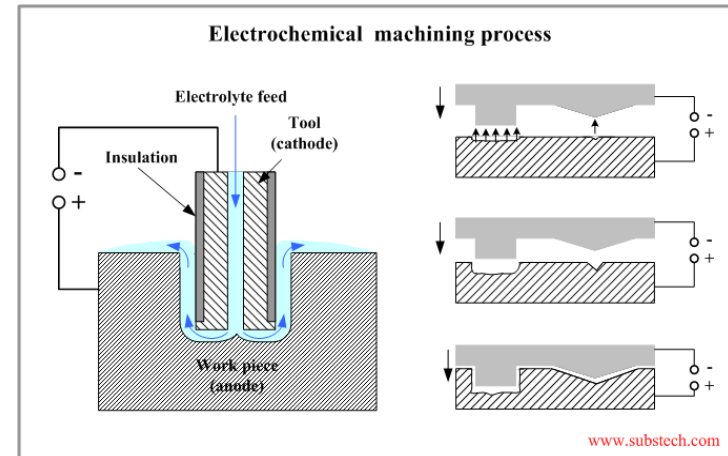 Electrochemical machining process
Electrolyte feed
Tool
(cathode)
Insulation
-
+
Work piece
(anode)
-
+
-
+
-
+
www.substech.com